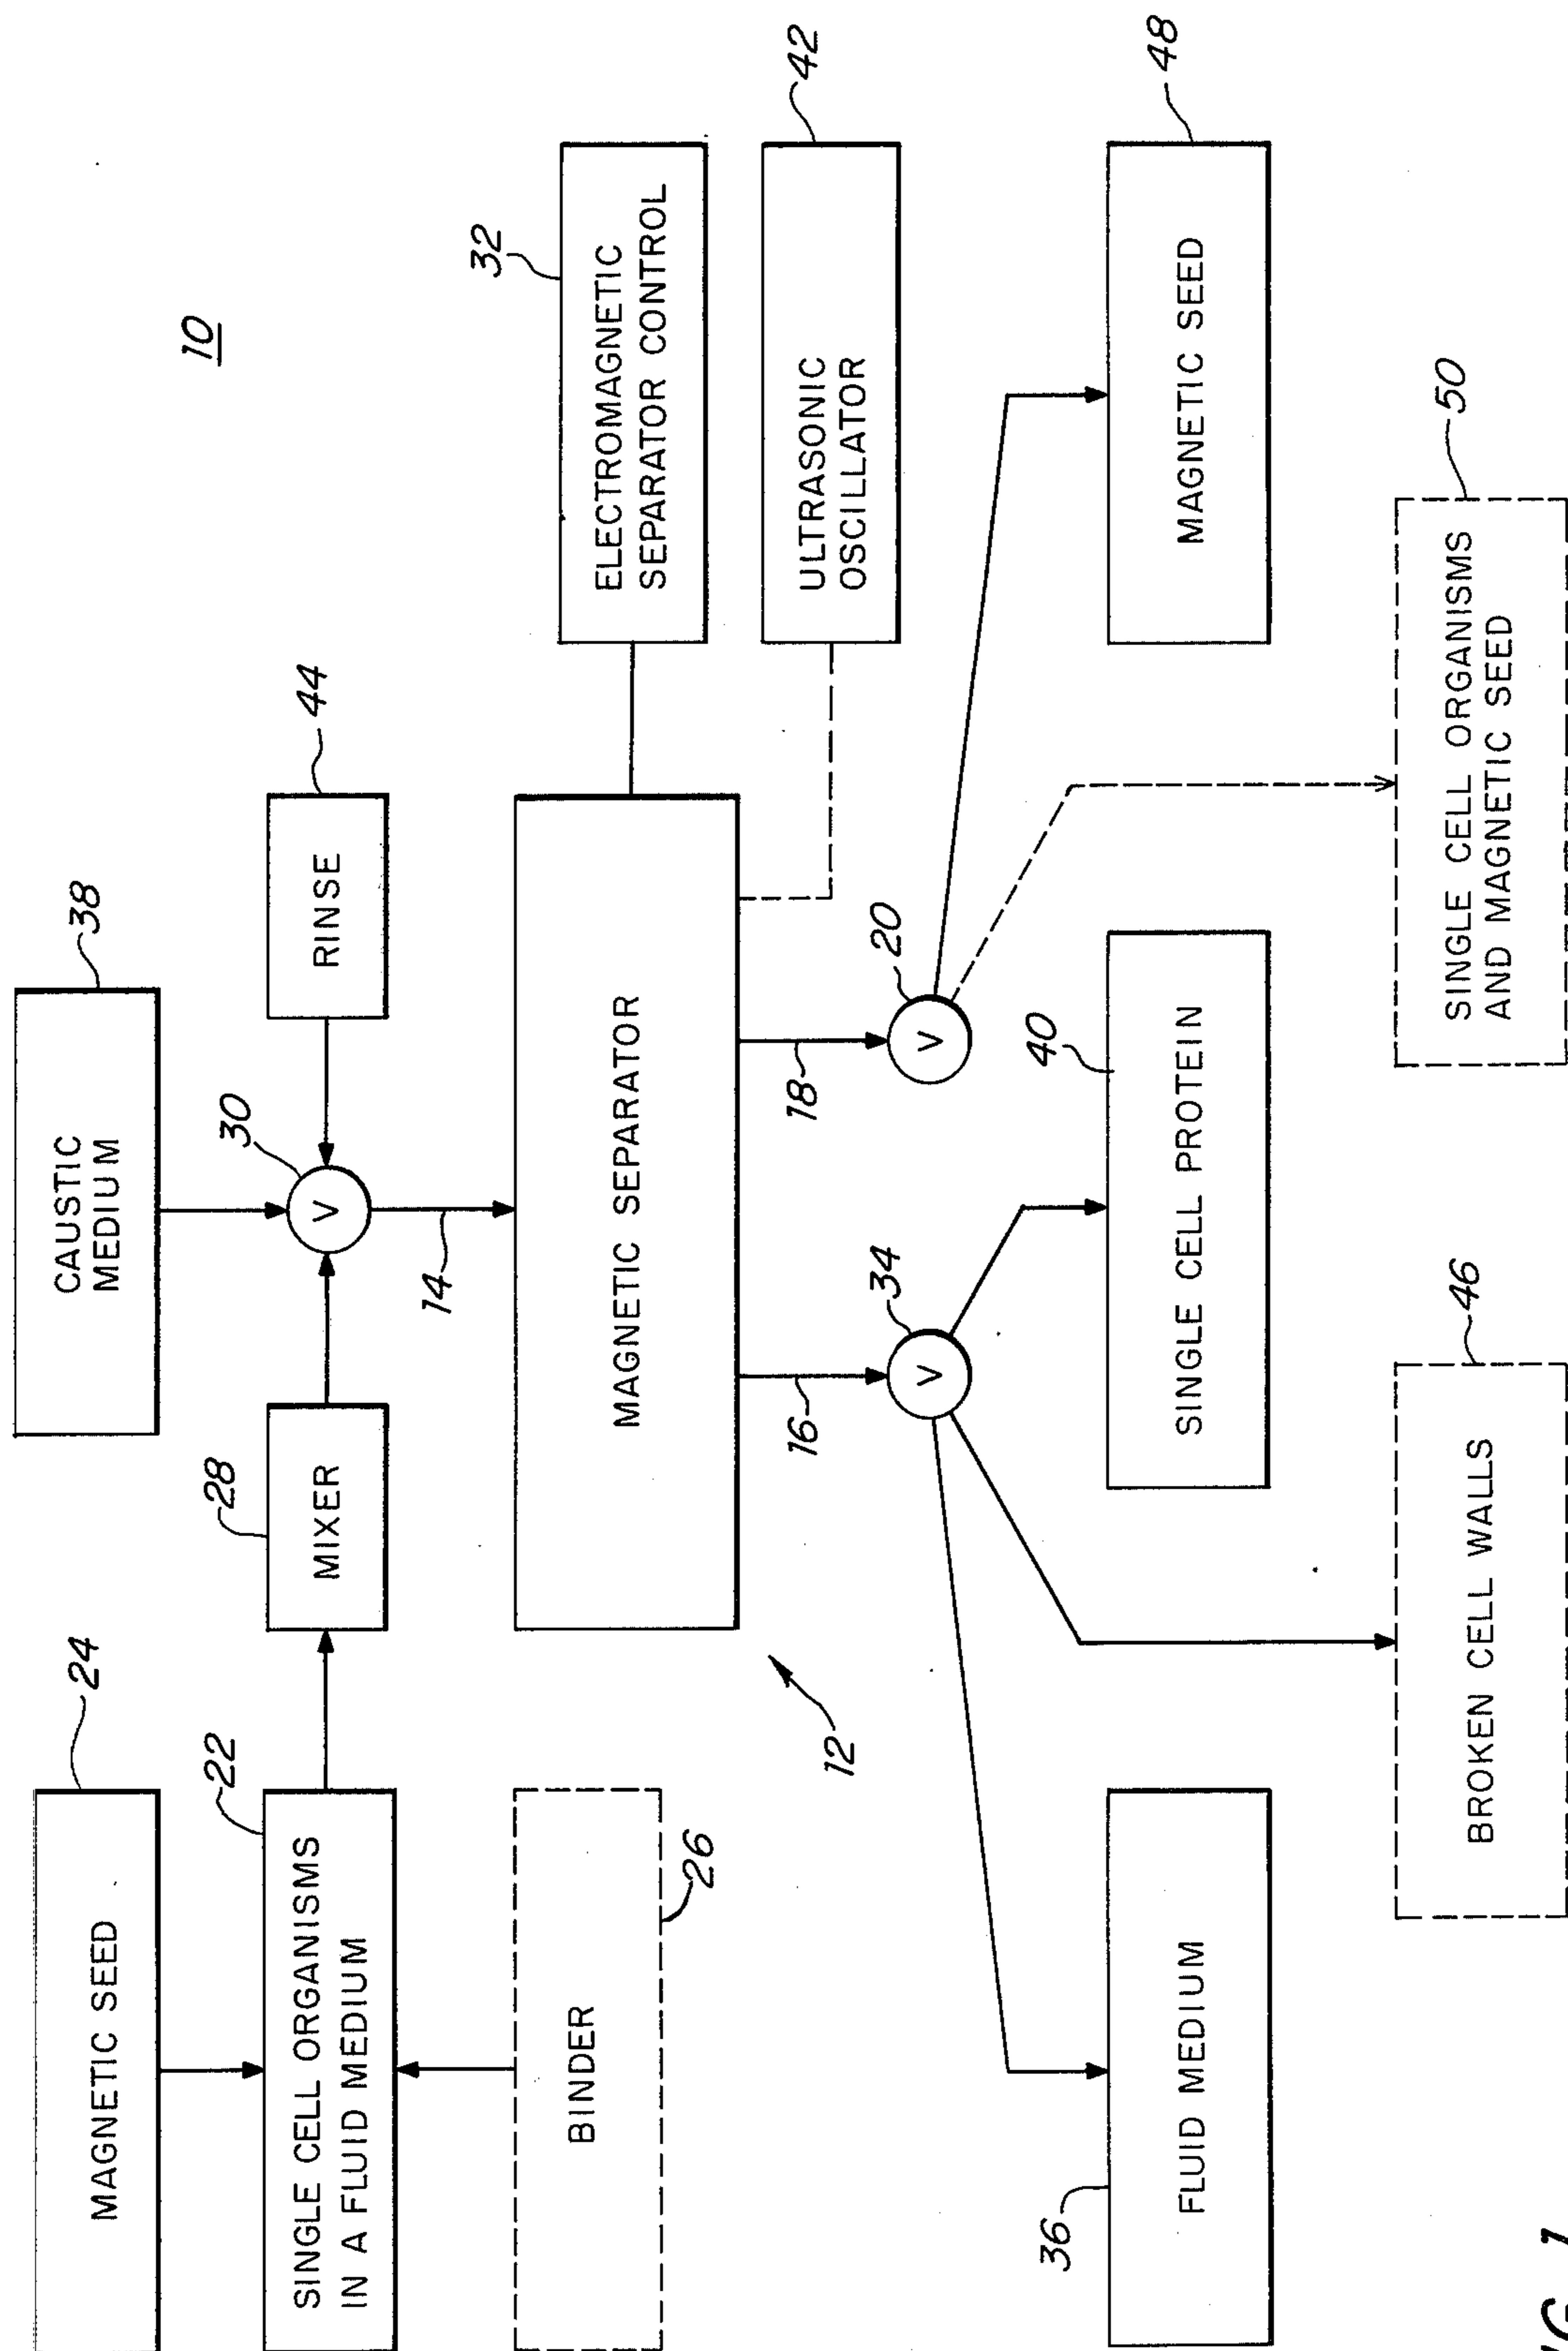 10
MAGNETIC SEED
24
CAUSTIC
MEDIUM
38
SINGLE CELL ORGANISMS
IN A FLUID MEDIUM
22
MIXER
28
V
30
RINSE
44
BINDER
26
14
MAGNETIC SEPARATOR
12
ELECTROMAGNETIC
SEPARATOR CONTROL
32
ULTRASONIC
OSCILLATOR
42
16
18
V
34
V
20
FLUID MEDIUM
36
SINGLE CELL PROTEIN
40
MAGNETIC SEED
48
BROKEN CELL WALLS
46
SINGLE CELL ORGANISMS
AND MAGNETIC SEED
50